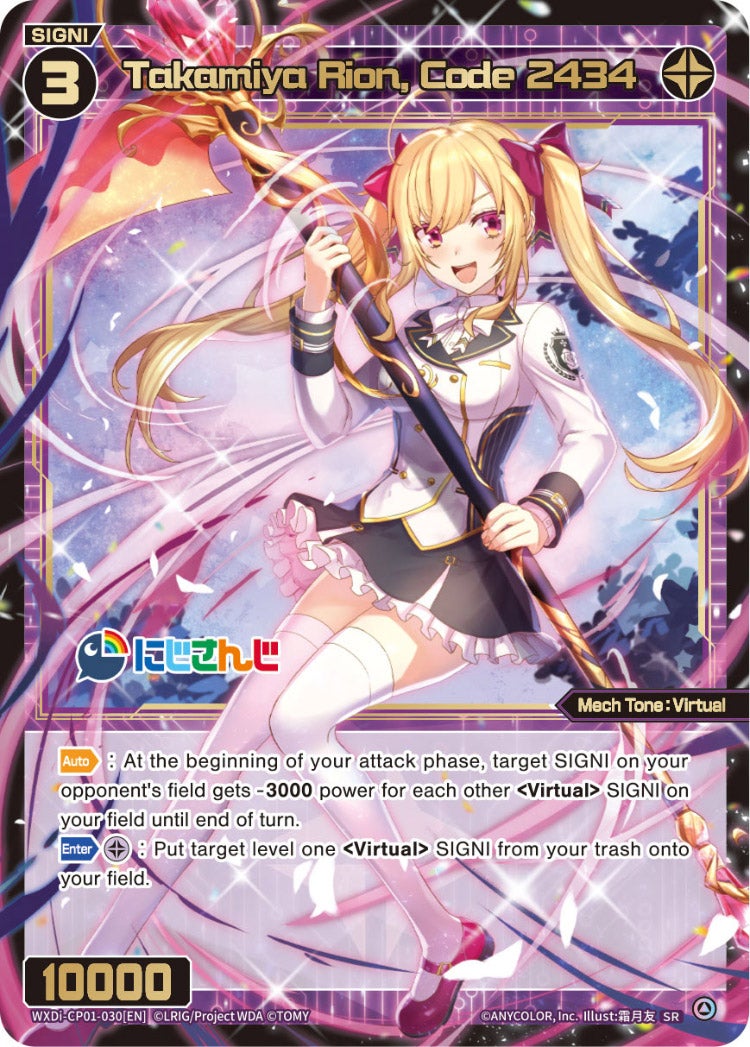 SIGNI
3 Takamiya Rion, Code 2434
にじさんじ
Mech Tone:Virtual
Auto : At the beginning of your attack phase, target SIGNI on your
opponent's field gets -3000 power for each other <Virtual> SIGNI on
your field until end of turn.
Enter : Put target level one <Virtual> SIGNI from your trash onto
your field.
10000
WXDi-CP01-030[EN] ©LRIG/Project WDA ©TOMY ©ANYCOLOR, Inc. Illust:霜月友 SR